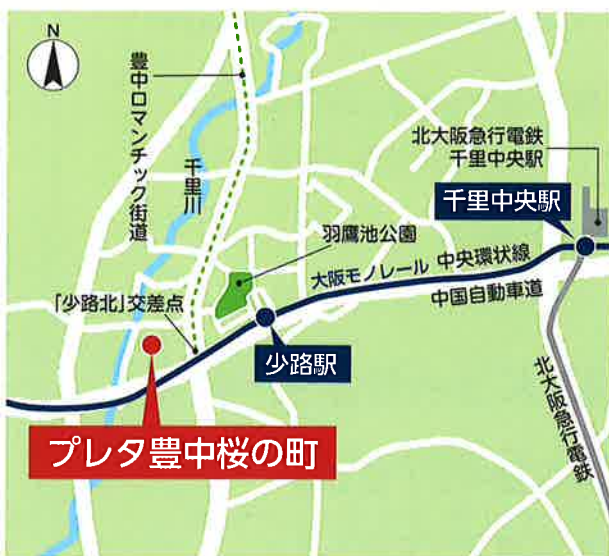 N
豊中ロマンチック街道
千里川
北大阪急行電鉄
千里中央駅
千里中央駅
羽鷹池公園
大阪モノレール 中央環状線
中国自動車道
「少路北」交差点
少路駅
北大阪急行電鉄
プレタ豊中桜の町